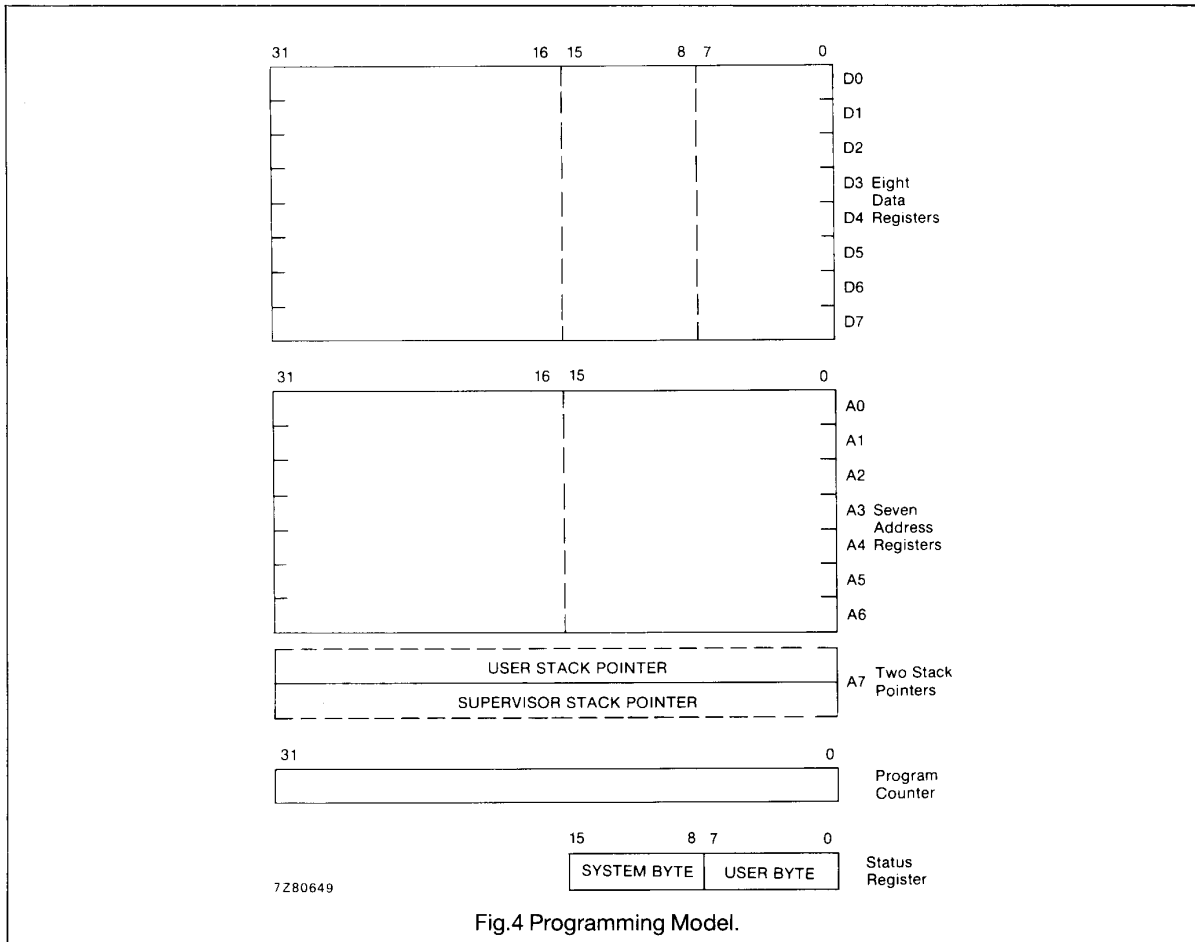 31 16 15 8 7 0
D0
D1
D2
D3 Eight
Data
D4 Registers
D5
D6
D7
31 16 15 0
A0
A1
A2
A3 Seven
Address
A4 Registers
A5
A6
USER STACK POINTER
A7 Two Stack
Pointers
SUPERVISOR STACK POINTER
31 0
Program
Counter
15 8 7 0
SYSTEM BYTE USER BYTE
Status
Register
7Z80649
Fig.4 Programming Model.